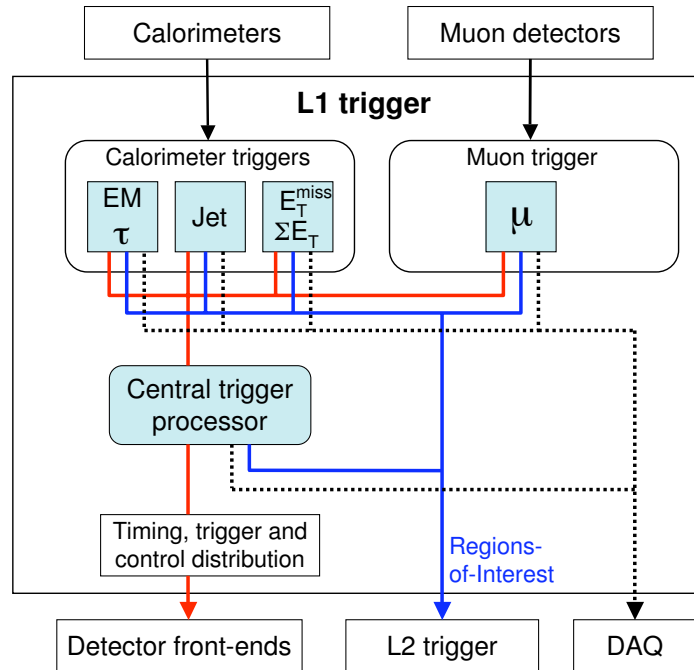 Calorimeters
Muon detectors
L1 trigger
Calorimeter triggers
Muon trigger
EM
τ
Jet
E_T^miss
ΣE_T
μ
Central trigger
processor
Timing, trigger and
control distribution
Regions-
of-Interest
Detector front-ends
L2 trigger
DAQ